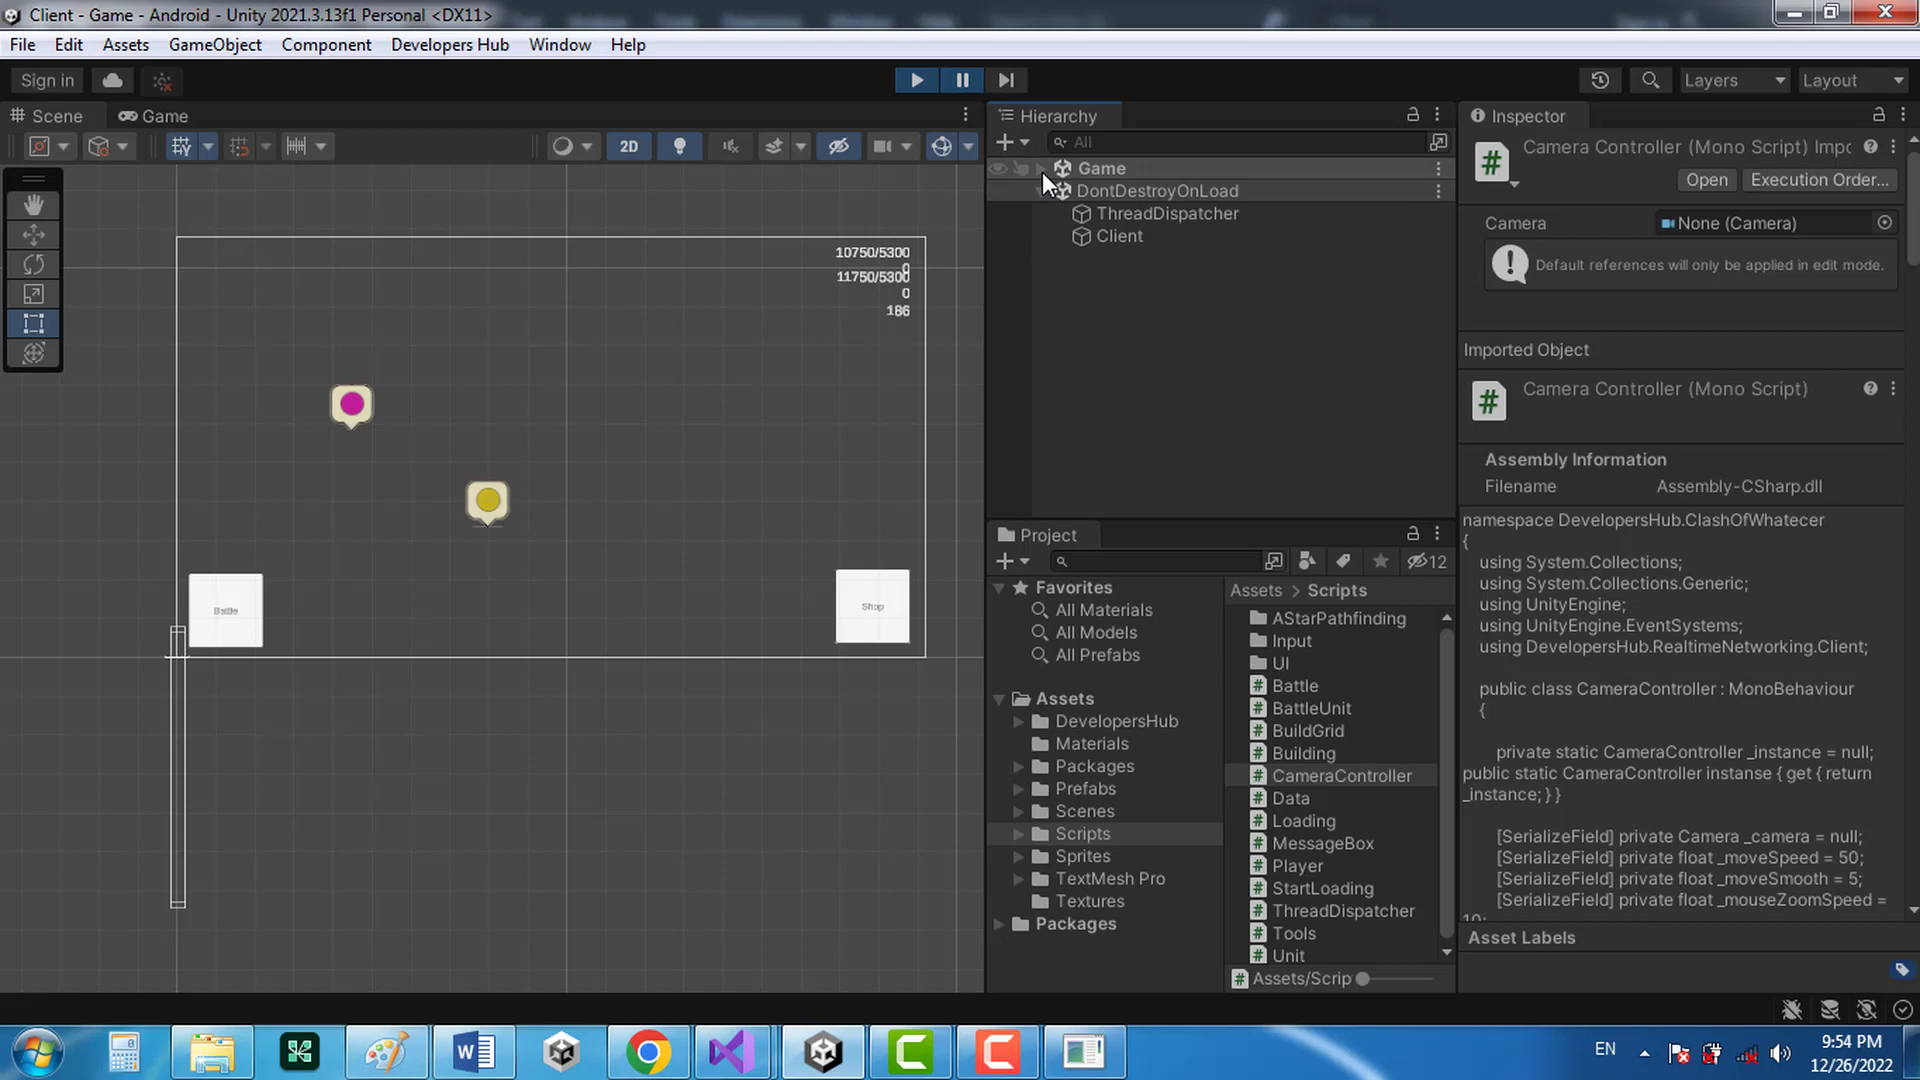 Client - Game - Android - Unity 2021.3.13f1 Personal <DX11>
File Edit Assets GameObject Component Developers Hub Window Help
Sign in Layers Layout
Scene Game
2D
10750/5300
0
11750/5300
0
186
Battle
Shop
Hierarchy
All
Game
DontDestroyOnLoad
ThreadDispatcher
Client
Project
12
Favorites
All Materials
All Models
All Prefabs
Assets
DevelopersHub
Materials
Packages
Prefabs
Scenes
Scripts
Sprites
TextMesh Pro
Textures
Packages
Assets > Scripts
AStarPathfinding
Input
UI
Battle
BattleUnit
BuildGrid
Building
CameraController
Data
Loading
MessageBox
Player
StartLoading
ThreadDispatcher
Tools
Unit
Assets/Scrip
Inspector
Camera Controller (Mono Script) Impo
Open Execution Order...
Camera None (Camera)
Default references will only be applied in edit mode.
Imported Object
Camera Controller (Mono Script)
Assembly Information
Filename Assembly-CSharp.dll
namespace DevelopersHub.ClashOfWhatecer
{
using System.Collections;
using System.Collections.Generic;
using UnityEngine;
using UnityEngine.EventSystems;
using DevelopersHub.RealtimeNetworking.Client;
public class CameraController : MonoBehaviour
{
private static CameraController _instance = null;
public static CameraController instanse { get { return
_instance; } }
[SerializeField] private Camera _camera = null;
[SerializeField] private float _moveSpeed = 50;
[SerializeField] private float _moveSmooth = 5;
[SerializeField] private float _mouseZoomSpeed =
10;
Asset Labels
EN
9:54 PM
12/26/2022